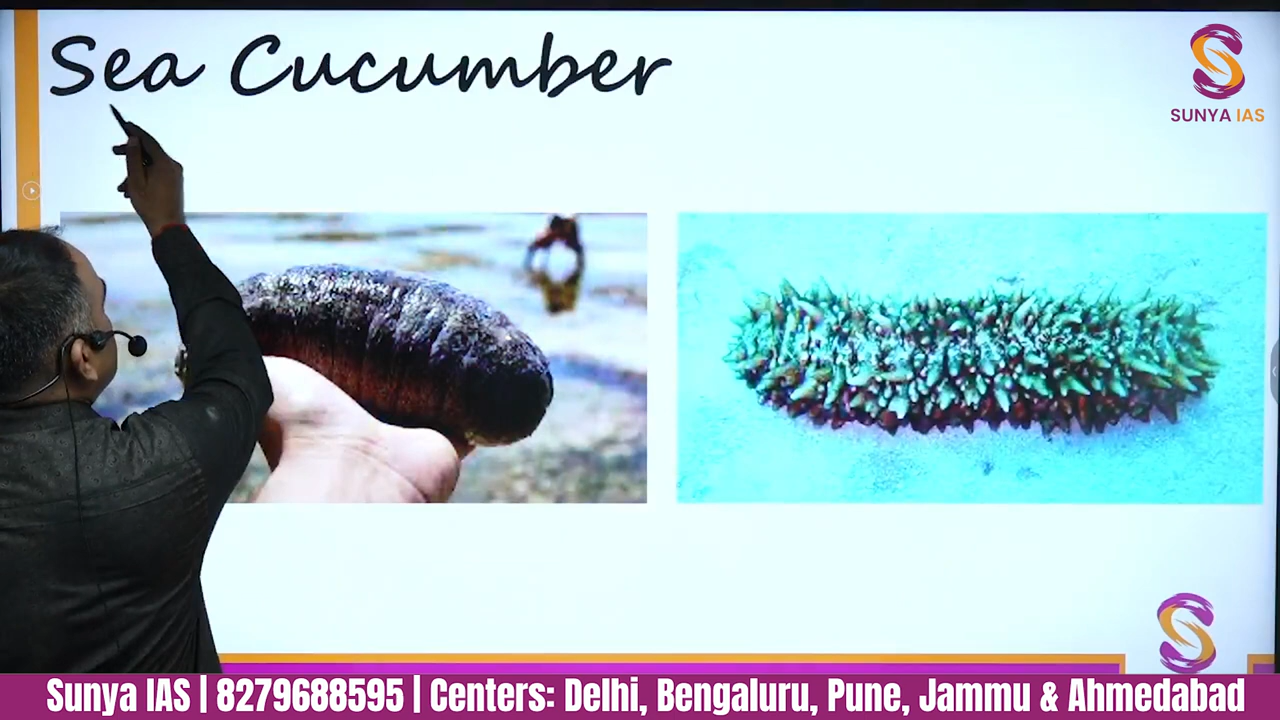 Sea Cucumber
SUNYA IAS
Sunya IAS | 8279688595 | Centers: Delhi, Bengaluru, Pune, Jammu & Ahmedabad